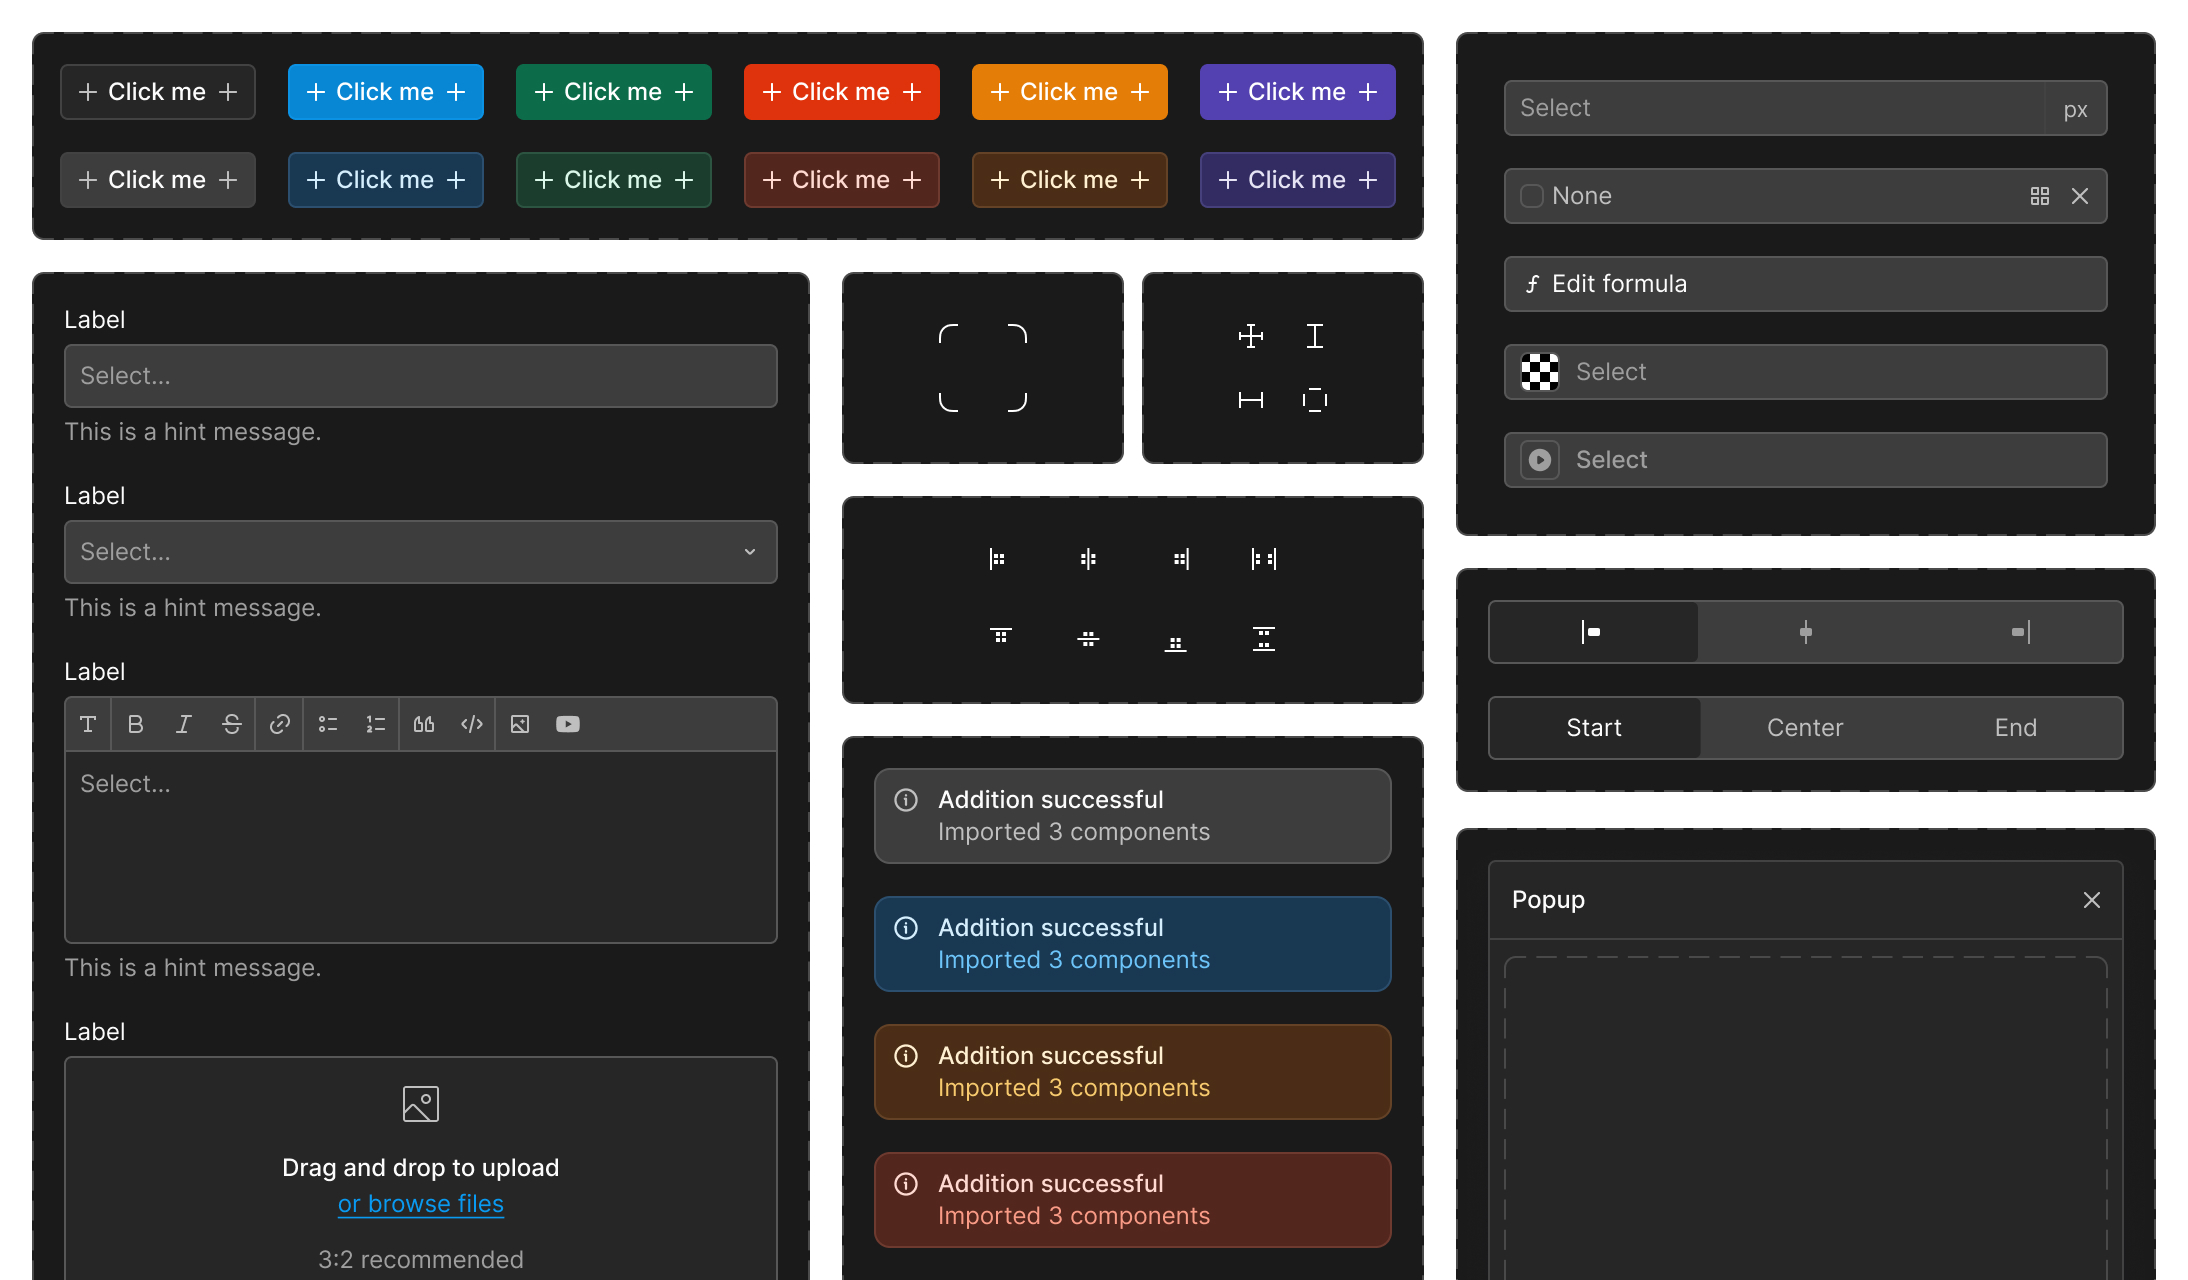 Click me
Click me
Click me
Click me
Click me
Click me
Click me
Click me
Click me
Click me
Click me
Click me
Label
Select...
This is a hint message.
Label
Select...
This is a hint message.
Label
Select...
This is a hint message.
Label
Drag and drop to upload
or browse files
3:2 recommended
Addition successful
Imported 3 components
Addition successful
Imported 3 components
Addition successful
Imported 3 components
Addition successful
Imported 3 components
Select px
None
Edit formula
Select
Select
Start Center End
Popup